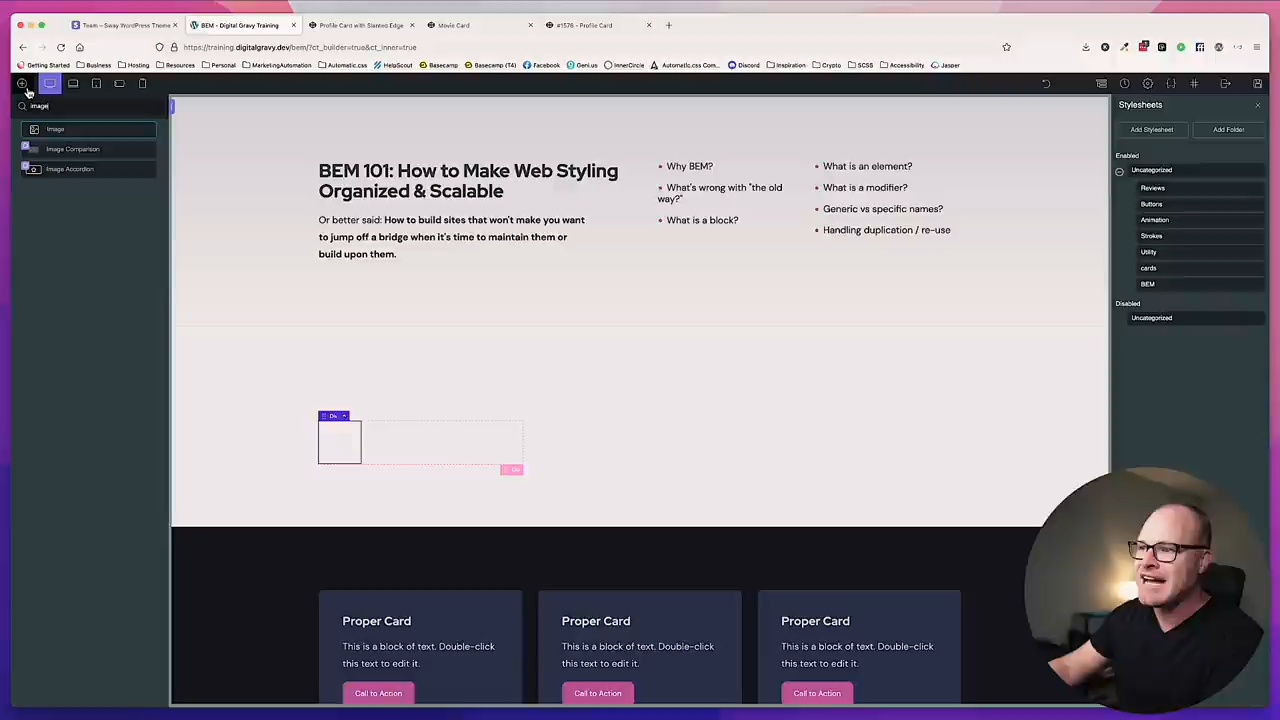 Team – Sway WordPress Theme
BEM - Digital Gravy Training
Profile Card with Slanted Edge
Movie Card
#1576 - Profile Card
https://training.digitalgravy.dev/bem/?ct_builder=true&ct_inner=true
Getting Started
Business
Hosting
Resources
Personal
MarketingAutomation
Automatic.css
HelpScout
Basecamp
Basecamp (T4)
Facebook
Geni.us
InnerCircle
Automatic.css Com...
Discord
Inspiration
Crypto
SCSS
Accessibility
Jasper
image
Image
Image Comparison
Image Accordion
BEM 101: How to Make Web Styling
Organized & Scalable
Or better said: How to build sites that won't make you want
to jump off a bridge when it's time to maintain them or
build upon them.
Why BEM?
What's wrong with "the old
way?"
What is a block?
What is an element?
What is a modifier?
Generic vs specific names?
Handling duplication / re-use
Div
Div
Proper Card
This is a block of text. Double-click
this text to edit it.
Call to Action
Proper Card
This is a block of text. Double-click
this text to edit it.
Call to Action
Proper Card
This is a block of text. Double-click
this text to edit it.
Call to Action
Stylesheets
Add Stylesheet
Add Folder
Enabled
Uncategorized
Reviews
Buttons
Animation
Strokes
Utility
cards
BEM
Disabled
Uncategorized